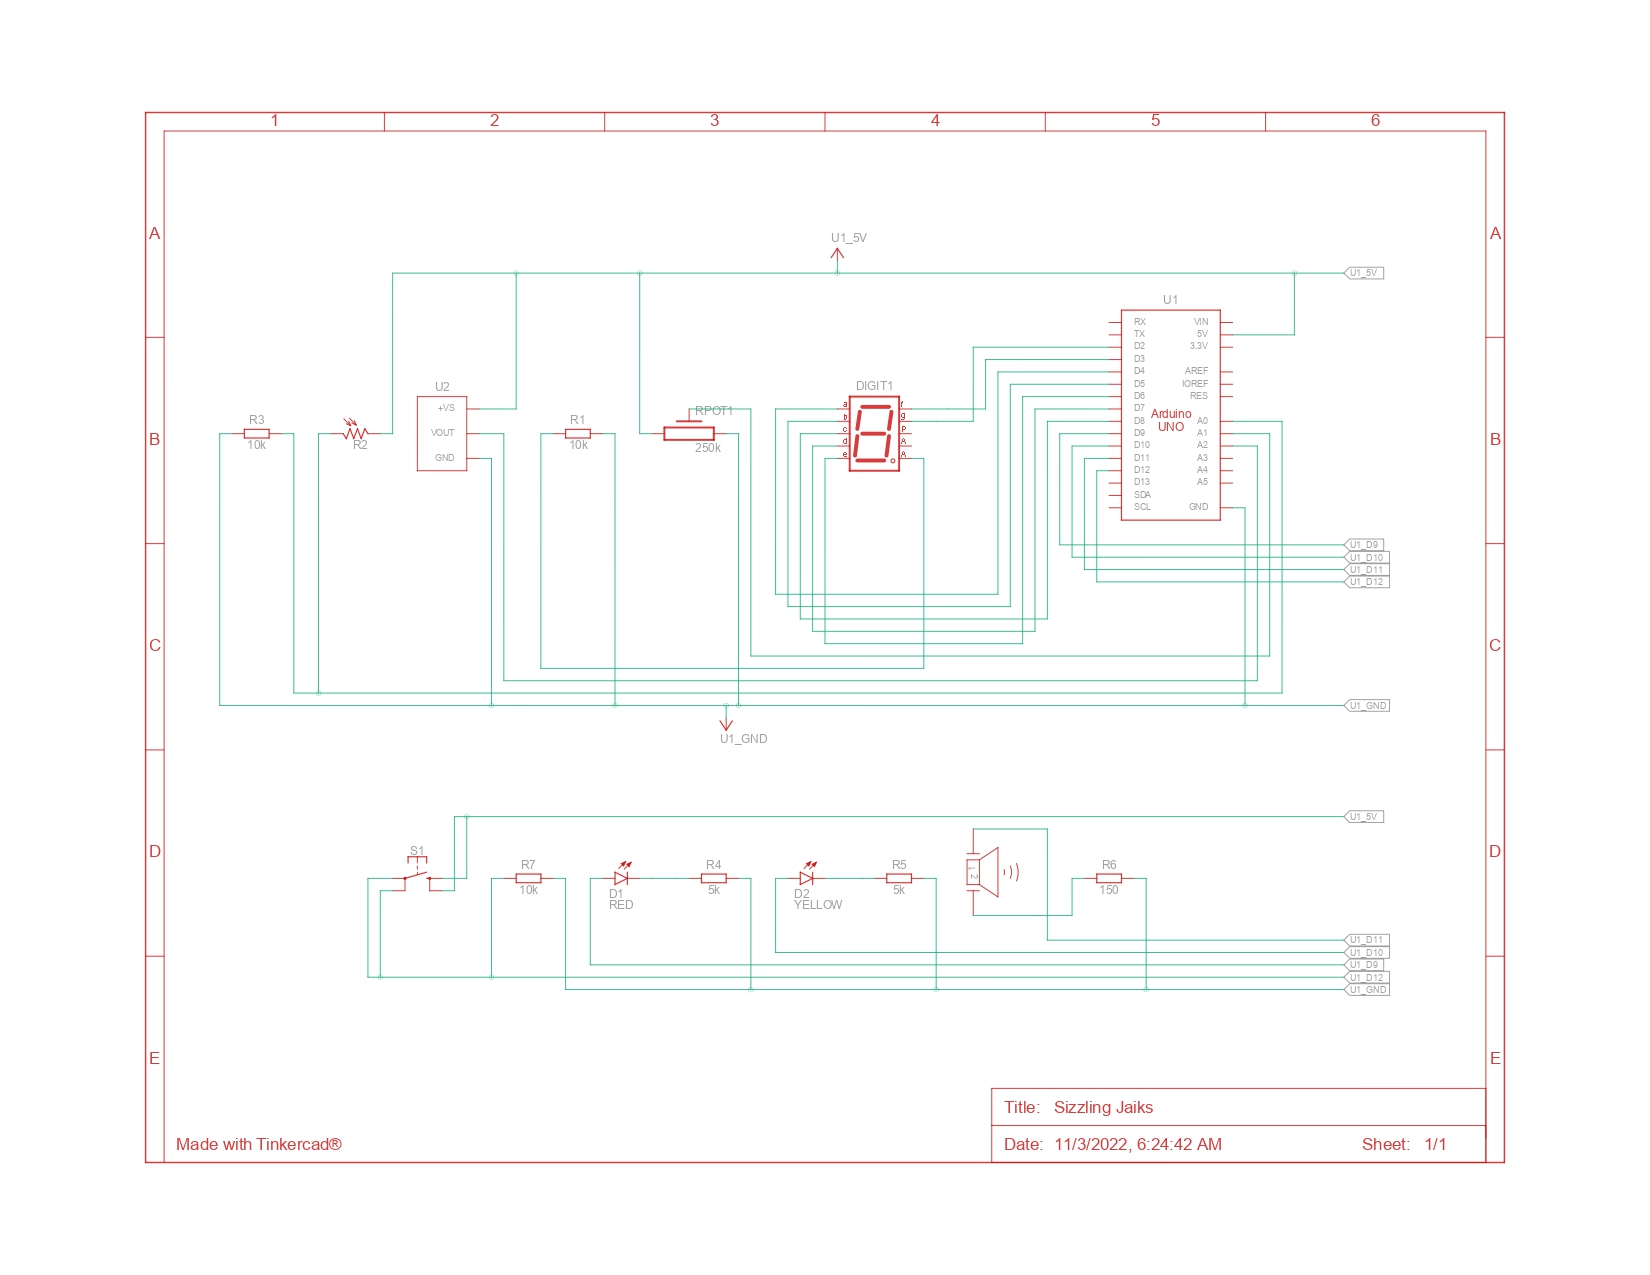 1 2 3 4 5 6
A A
U1_5V
U1_5V
U1
RX VIN
TX 5V
D2 3.3V
D3
D4 AREF
D5 IOREF
D6 RES
D7
Arduino
UNO
D8 A0
D9 A1
D10 A2
D11 A3
D12 A4
D13 A5
SDA
SCL GND
DIGIT1
a f
b g
c P
d A
e A
U2
+VS
VOUT
GND
R3
10k
R2
R1
10k
RPOT1
250k
B B
U1_D9
U1_D10
U1_D11
U1_D12
C C
U1_GND
U1_GND
U1_5V
D D
S1
R7
10k
D1
RED
R4
5k
D2
YELLOW
R5
5k
1 2
R6
150
U1_D11
U1_D10
U1_D9
U1_D12
U1_GND
E E
Title: Sizzling Jaiks
Made with Tinkercad®
Date: 11/3/2022, 6:24:42 AM Sheet: 1/1